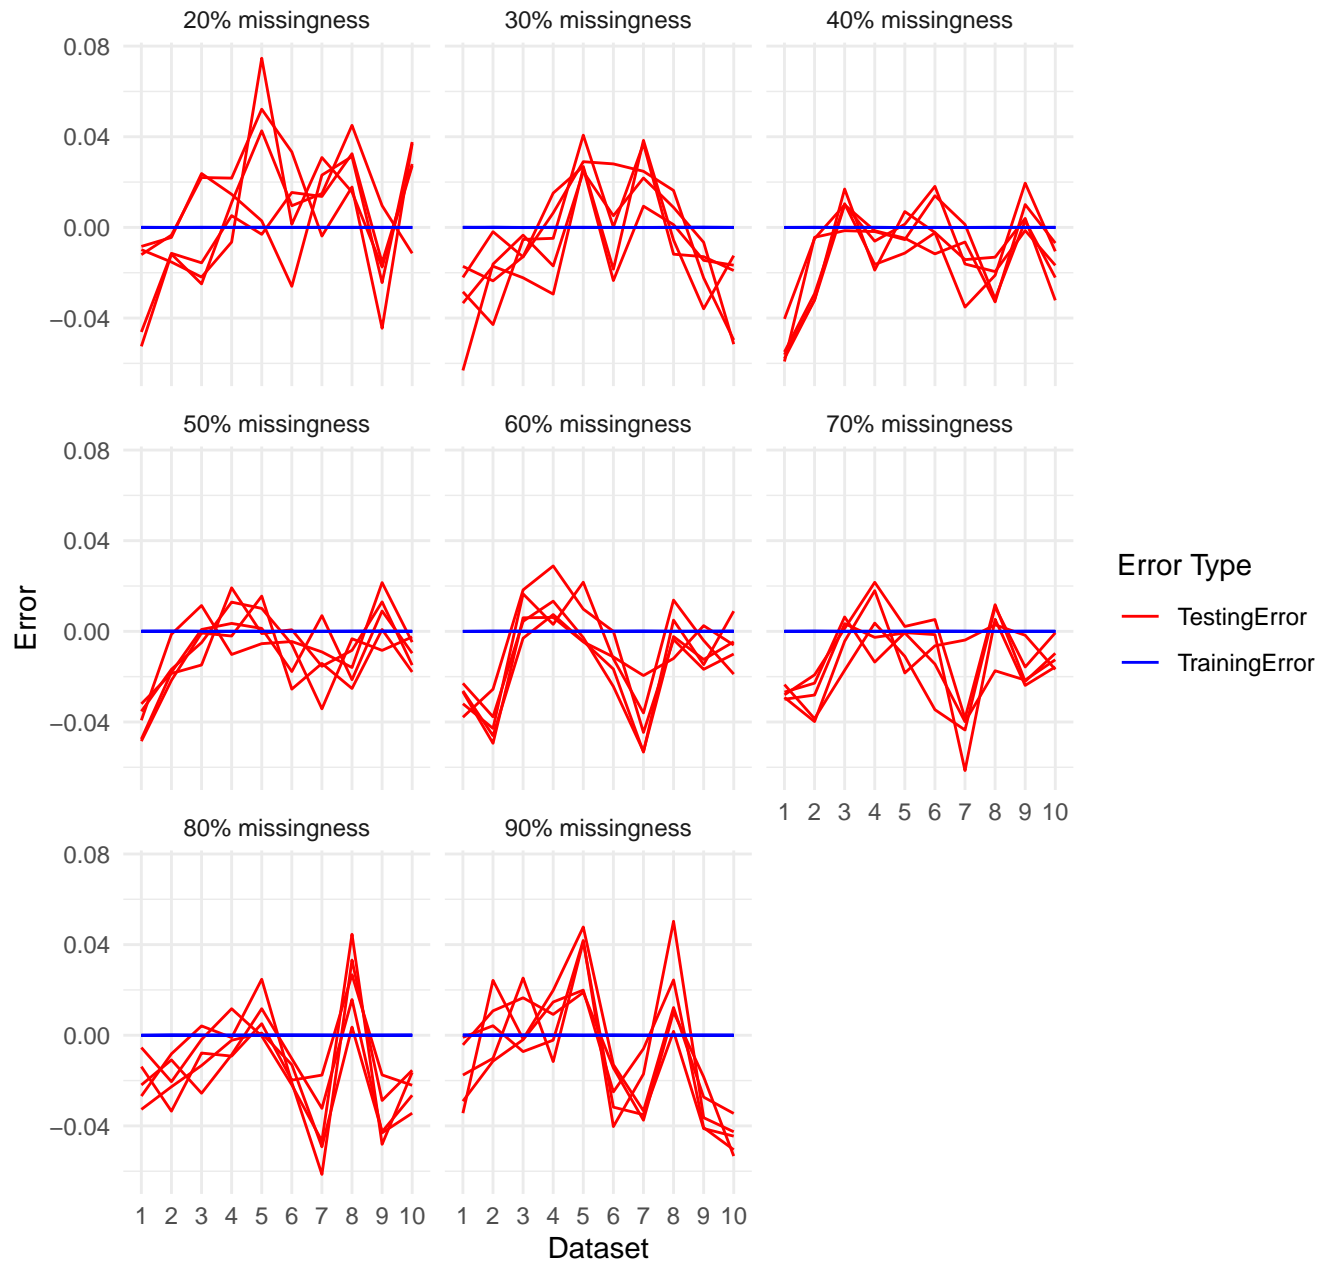 20% missingness
30% missingness
40% missingness
0.08
0.04
0.00
−0.04
50% missingness
60% missingness
70% missingness
0.08
0.04
0.00
−0.04
1 2 3 4 5 6 7 8 9 10
80% missingness
90% missingness
0.08
0.04
0.00
−0.04
1 2 3 4 5 6 7 8 9 10
1 2 3 4 5 6 7 8 9 10
Dataset
Error
Error Type
TestingError
TrainingError